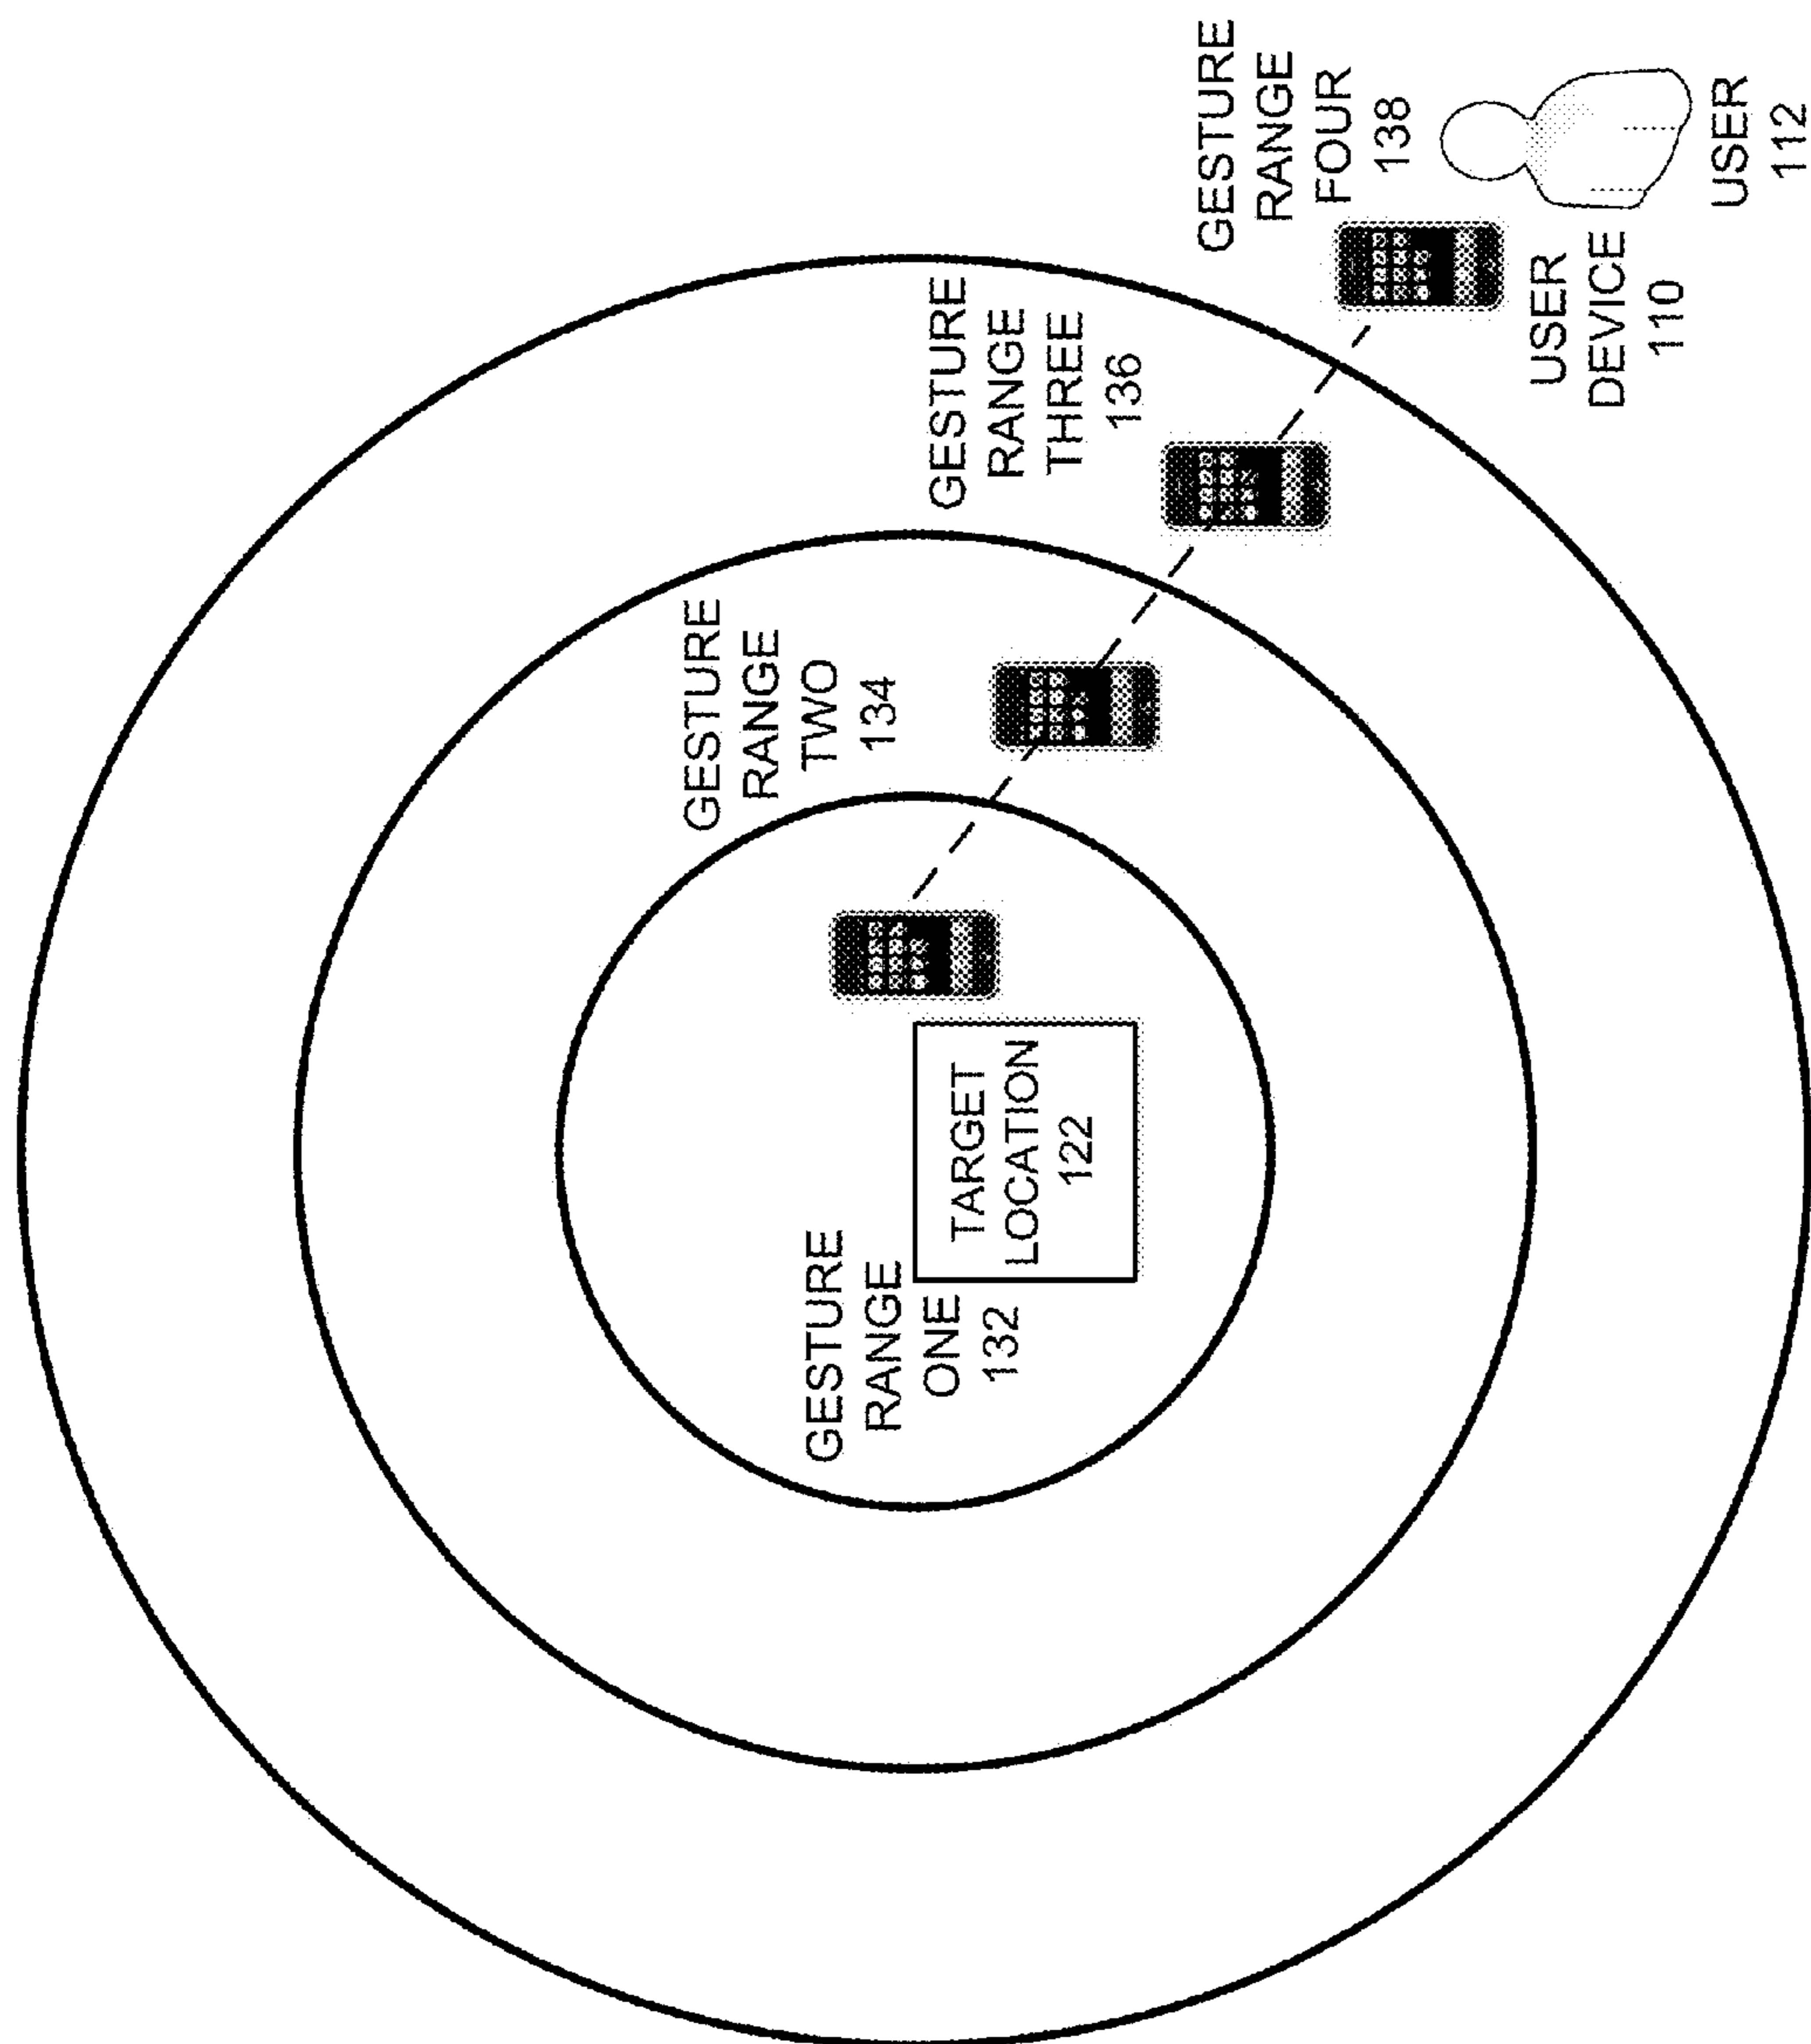 GESTURE
RANGE
ONE
132
TARGET
LOCATION
122
GESTURE
RANGE
TWO
134
GESTURE
RANGE
THREE
136
GESTURE
RANGE
FOUR
138
USER
DEVICE
110
USER
112